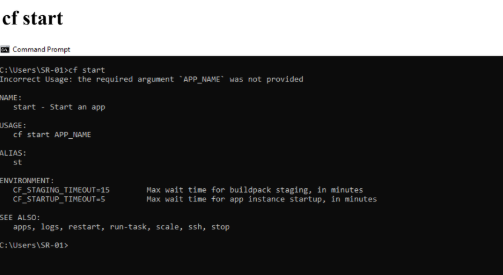 cf start
Command Prompt
C:\Users\SR-01>cf start
Incorrect Usage: the required argument `APP_NAME` was not provided
NAME:
start - Start an app
USAGE:
cf start APP_NAME
ALIAS:
st
ENVIRONMENT:
CF_STAGING_TIMEOUT=15 Max wait time for buildpack staging, in minutes
CF_STARTUP_TIMEOUT=5 Max wait time for app instance startup, in minutes
SEE ALSO:
apps, logs, restart, run-task, scale, ssh, stop
C:\Users\SR-01>